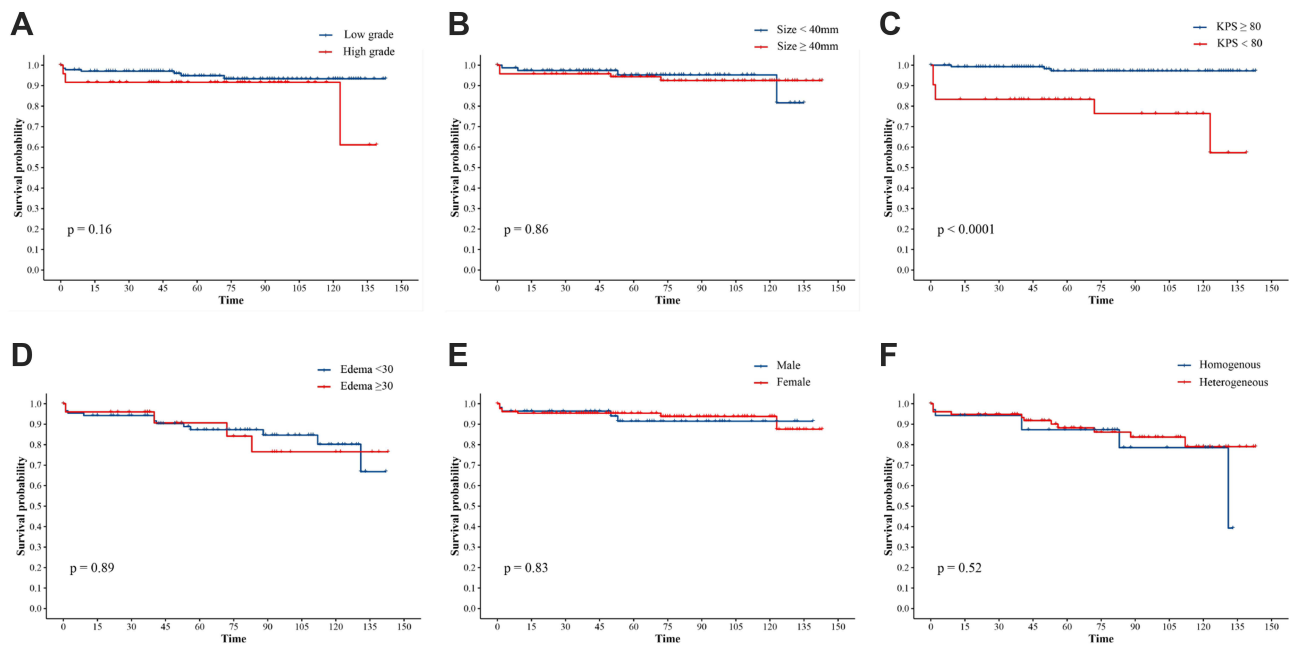 A
Low grade
High grade
Survival probability
1.0
0.9
0.8
0.7
0.6
0.5
0.4
0.3
0.2
0.1
0.0
p = 0.16
0 15 30 45 60 75 90 105 120 135 150
Time
B
Size < 40mm
Size ≥ 40mm
Survival probability
1.0
0.9
0.8
0.7
0.6
0.5
0.4
0.3
0.2
0.1
0.0
p = 0.86
0 15 30 45 60 75 90 105 120 135 150
Time
C
KPS ≥ 80
KPS < 80
Survival probability
1.0
0.9
0.8
0.7
0.6
0.5
0.4
0.3
0.2
0.1
0.0
p < 0.0001
0 15 30 45 60 75 90 105 120 135 150
Time
D
Edema <30
Edema ≥30
Survival probability
1.0
0.9
0.8
0.7
0.6
0.5
0.4
0.3
0.2
0.1
0.0
p = 0.89
0 15 30 45 60 75 90 105 120 135 150
Time
E
Male
Female
Survival probability
1.0
0.9
0.8
0.7
0.6
0.5
0.4
0.3
0.2
0.1
0.0
p = 0.83
0 15 30 45 60 75 90 105 120 135 150
Time
F
Homogenous
Heterogeneous
Survival probability
1.0
0.9
0.8
0.7
0.6
0.5
0.4
0.3
0.2
0.1
0.0
p = 0.52
0 15 30 45 60 75 90 105 120 135 150
Time